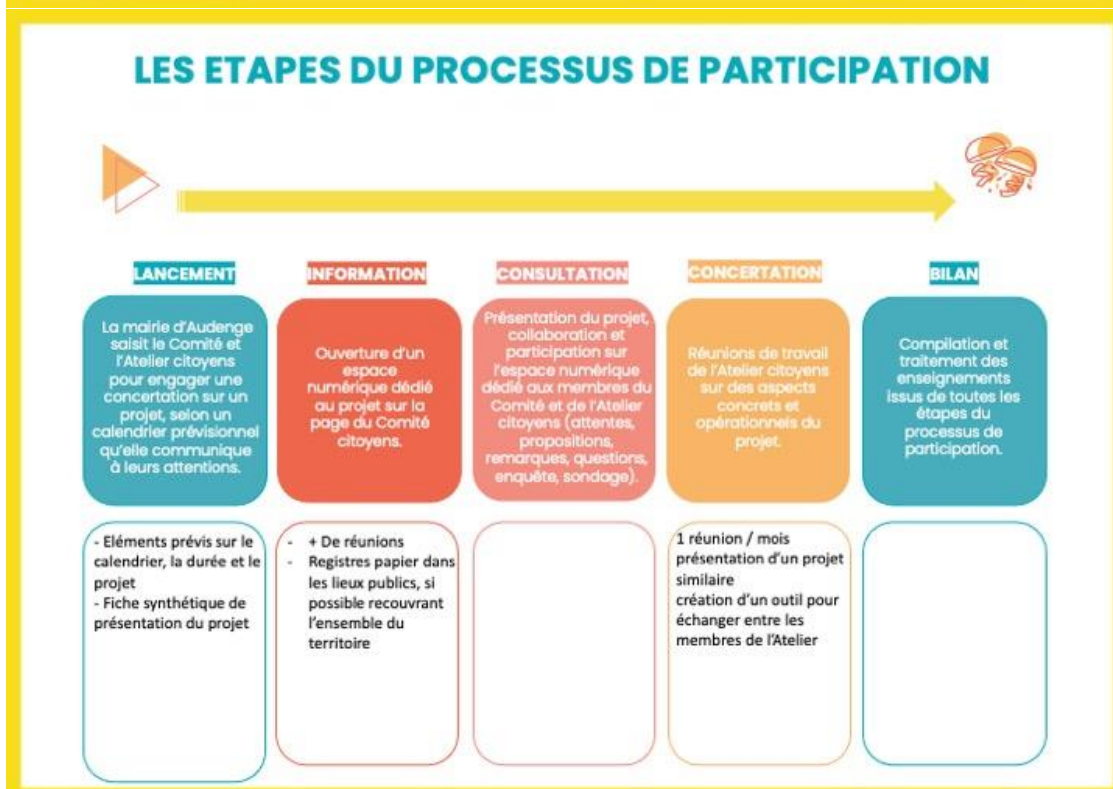 LES ETAPES DU PROCESSUS DE PARTICIPATION
LANCEMENT
La mairie d'Audenge
saisit le Comité et
l'Atelier citoyens
pour engager une
concertation sur un
projet, selon un
calendrier prévisionnel
qu'elle communique
à leurs attentions.
- Eléments prévis sur le
calendrier, la durée et le
projet
- Fiche synthétique de
présentation du projet
INFORMATION
Ouverture d'un
espace
numérique dédié
au projet sur la
page du Comité
citoyens.
- + De réunions
- Registres papier dans
les lieux publics, si
possible recouvrant
l'ensemble du
territoire
CONSULTATION
Présentation du projet,
collaboration et
participation sur
l'espace numérique
dédié aux membres du
Comité et de l'Atelier
citoyens (attentes,
propositions,
remarques, questions,
enquête, sondage).
CONCERTATION
Réunions de travail
de l'Atelier citoyens
sur des aspects
concrets et
opérationnels du
projet.
1 réunion / mois
présentation d'un projet
similaire
création d'un outil pour
échanger entre les
membres de l'Atelier
BILAN
Compilation et
traitement des
enseignements
issus de toutes les
étapes du
processus de
participation.